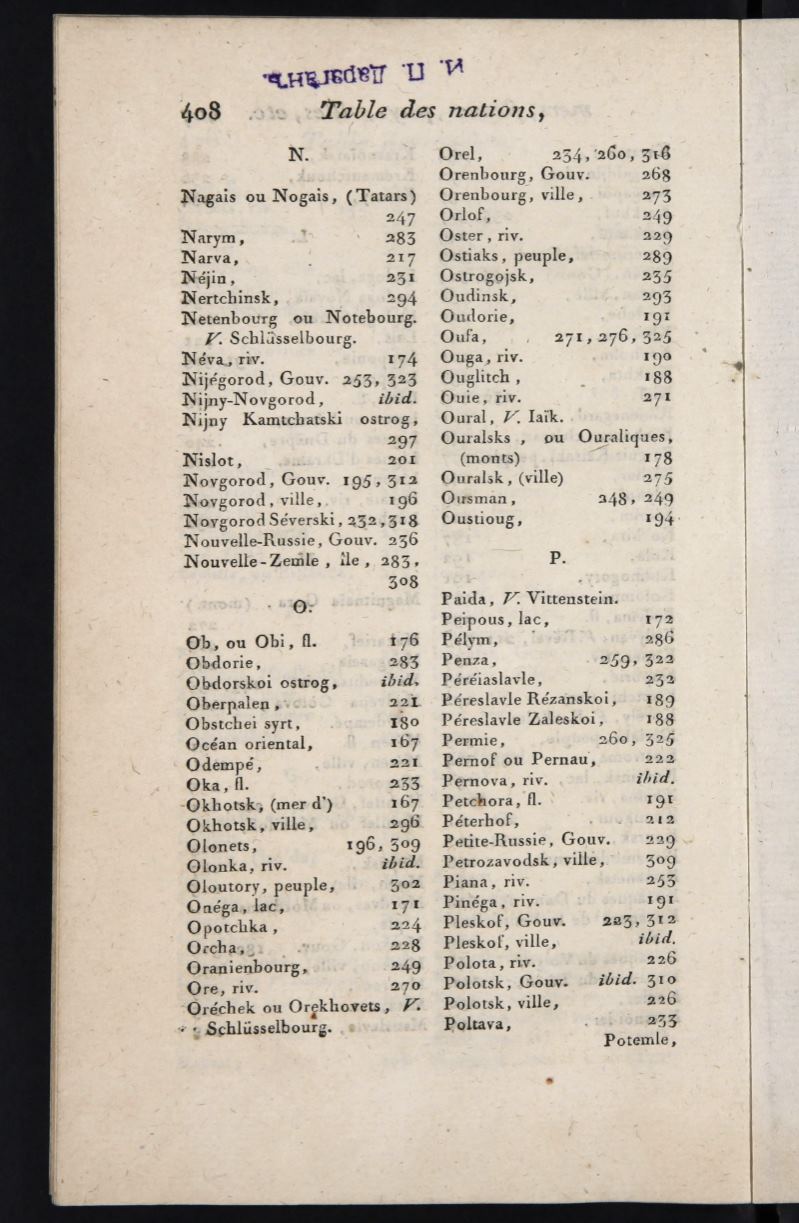 И. П. Каратаевъ.
408 Table des nations,
N.
Nagais ou Nogais, (Tatars)
247
Narym, 283
Narva, 217
Néjin, 231
Nertchinsk, 294
Netenbourg ou Notebourg.
V. Schlüsselbourg.
Néva, riv. 174
Nijégorod, Gouv. 253, 323
Nijny-Novgorod, ibid.
Nijny Kamtchatski ostrog,
297
Nislot, 201
Novgorod, Gouv. 195, 312
Novgorod, ville, 196
Novgorod Séverski, 232, 318
Nouvelle-Russie, Gouv. 236
Nouvelle-Zemle, île, 283,
308
O.
Ob, ou Obi, fl. 176
Obdorie, 283
Obdorskoi ostrog, ibid.
Oberpalen, 221
Obstchei syrt, 180
Océan oriental, 167
Odempé, 221
Oka, fl. 233
Okhotsk, (mer d') 167
Okhotsk, ville, 296
Olonets, 196, 309
Olonka, riv. ibid.
Oloutory, peuple, 302
Onéga, lac, 171
Opotchka, 224
Orcha, 228
Oranienbourg, 249
Ore, riv. 270
Oréchek ou Orekhovets, V.
Schlüsselbourg.
Orel, 234, 260, 316
Orenbourg, Gouv. 268
Orenbourg, ville, 273
Orlof, 249
Oster, riv. 229
Ostiaks, peuple, 289
Ostrogojsk, 235
Oudinsk, 293
Oudorie, 191
Oufa, 271, 276, 325
Ouga, riv. 190
Ouglitch, 188
Ouie, riv. 271
Oural, V. Iaïk.
Ouralsks, ou Ouraliques,
(monts) 178
Ouralsk, (ville) 275
Ousman, 248, 249
Oustioug, 194
P.
Paida, V. Vittenstein.
Peipous, lac, 172
Pélym, 286
Penza, 259, 322
Péréiaslavle, 232
Péreslavle Rézanskoi, 189
Péreslavle Zaleskoi, 188
Permie, 260, 325
Pernof ou Pernau, 222
Pernova, riv. ibid.
Petchora, fl. 191
Péterhof, 212
Petite-Russie, Gouv. 229
Petrozavodsk, ville, 309
Piana, riv. 253
Pinéga, riv. 191
Pleskof, Gouv. 223, 312
Pleskof, ville, ibid.
Polota, riv. 226
Polotsk, Gouv. ibid. 310
Polotsk, ville, 226
Poltava, 233
Potemle,